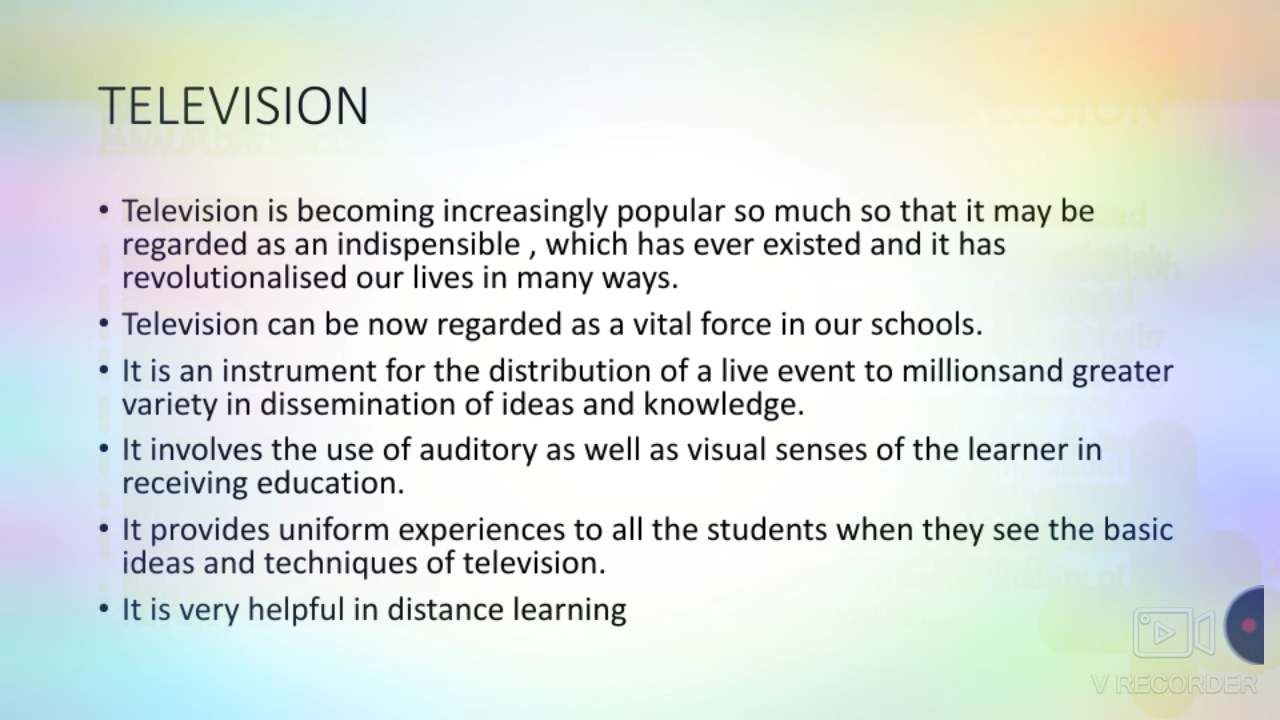 TELEVISION
• Television is becoming increasingly popular so much so that it may be
regarded as an indispensible , which has ever existed and it has
revolutionalised our lives in many ways.
• Television can be now regarded as a vital force in our schools.
• It is an instrument for the distribution of a live event to millionsand greater
variety in dissemination of ideas and knowledge.
• It involves the use of auditory as well as visual senses of the learner in
receiving education.
• It provides uniform experiences to all the students when they see the basic
ideas and techniques of television.
• It is very helpful in distance learning
V RECORDER